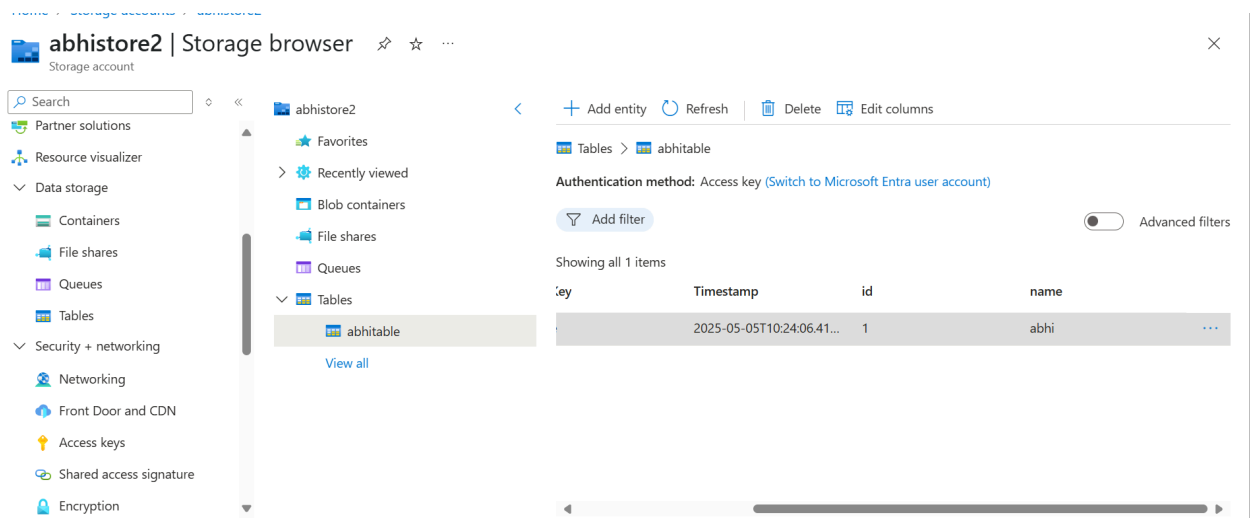 abhistore2 | Storage browser
Storage account
Search
Partner solutions
Resource visualizer
Data storage
Containers
File shares
Queues
Tables
Security + networking
Networking
Front Door and CDN
Access keys
Shared access signature
Encryption
abhistore2
Favorites
Recently viewed
Blob containers
File shares
Queues
Tables
abhitable
View all
Add entity Refresh Delete Edit columns
Tables > abhitable
Authentication method: Access key (Switch to Microsoft Entra user account)
Add filter
Advanced filters
Showing all 1 items
Key Timestamp id name
2025-05-05T10:24:06.41... 1 abhi